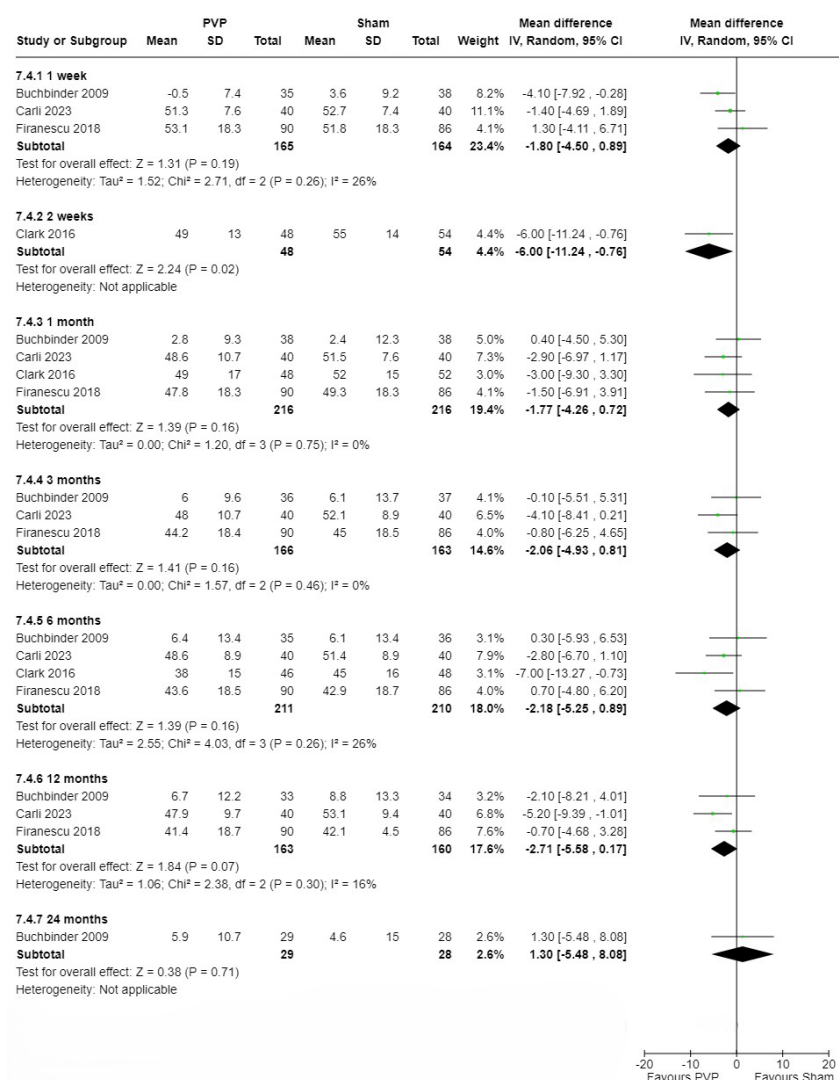 PVP Sham Mean difference Mean difference
Study or Subgroup Mean SD Total Mean SD Total Weight IV, Random, 95% CI IV, Random, 95% CI
7.4.1 1 week
Buchbinder 2009 -0.5 7.4 35 3.6 9.2 38 8.2% -4.10 [-7.92 , -0.28]
Carli 2023 51.3 7.6 40 52.7 7.4 40 11.1% -1.40 [-4.69 , 1.89]
Firanescu 2018 53.1 18.3 90 51.8 18.3 86 4.1% 1.30 [-4.11 , 6.71]
Subtotal 165 164 23.4% -1.80 [-4.50 , 0.89]
Test for overall effect: Z = 1.31 (P = 0.19)
Heterogeneity: Tau² = 1.52; Chi² = 2.71, df = 2 (P = 0.26); I² = 26%
7.4.2 2 weeks
Clark 2016 49 13 48 55 14 54 4.4% -6.00 [-11.24 , -0.76]
Subtotal 48 54 4.4% -6.00 [-11.24 , -0.76]
Test for overall effect: Z = 2.24 (P = 0.02)
Heterogeneity: Not applicable
7.4.3 1 month
Buchbinder 2009 2.8 9.3 38 2.4 12.3 38 5.0% 0.40 [-4.50 , 5.30]
Carli 2023 48.6 10.7 40 51.5 7.6 40 7.3% -2.90 [-6.97 , 1.17]
Clark 2016 49 17 48 52 15 52 3.1% -3.00 [-9.30 , 3.30]
Firanescu 2018 47.8 18.3 90 49.3 18.3 86 4.1% -1.50 [-6.91 , 3.91]
Subtotal 216 216 19.4% -1.77 [-4.26 , 0.72]
Test for overall effect: Z = 1.39 (P = 0.16)
Heterogeneity: Tau² = 0.00; Chi² = 1.20, df = 3 (P = 0.75); I² = 0%
7.4.4 3 months
Buchbinder 2009 6 9.6 36 6.1 13.7 37 4.1% -0.10 [-5.51 , 5.31]
Carli 2023 48 10.7 40 52.1 8.9 40 6.5% -4.10 [-8.41 , 0.21]
Firanescu 2018 44.2 18.4 90 45 18.5 86 4.0% -0.80 [-6.25 , 4.65]
Subtotal 166 163 14.6% -2.06 [-4.93 , 0.81]
Test for overall effect: Z = 1.41 (P = 0.16)
Heterogeneity: Tau² = 0.00; Chi² = 1.57, df = 2 (P = 0.46); I² = 0%
7.4.5 6 months
Buchbinder 2009 6.4 13.4 35 6.1 13.4 36 3.1% 0.30 [-5.93 , 6.53]
Carli 2023 48.6 8.9 40 51.4 8.9 40 7.9% -2.80 [-6.70 , 1.10]
Clark 2016 38 15 46 45 16 48 3.1% -7.00 [-13.27 , -0.73]
Firanescu 2018 43.6 18.5 90 42.9 18.7 86 4.0% 0.70 [-4.80 , 6.20]
Subtotal 211 210 18.0% -2.18 [-5.25 , 0.89]
Test for overall effect: Z = 1.39 (P = 0.16)
Heterogeneity: Tau² = 2.55; Chi² = 4.03, df = 3 (P = 0.26); I² = 26%
7.4.6 12 months
Buchbinder 2009 6.7 12.2 33 8.8 13.3 34 3.2% -2.10 [-8.21 , 4.01]
Carli 2023 47.9 9.7 40 53.1 9.4 40 6.8% -5.20 [-9.39 , -1.01]
Firanescu 2018 41.4 18.7 90 42.1 4.5 86 7.6% -0.70 [-4.68 , 3.28]
Subtotal 163 160 17.6% -2.71 [-5.58 , 0.17]
Test for overall effect: Z = 1.84 (P = 0.07)
Heterogeneity: Tau² = 1.06; Chi² = 2.38, df = 2 (P = 0.30); I² = 16%
7.4.7 24 months
Buchbinder 2009 5.9 10.7 29 4.6 15 28 2.6% 1.30 [-5.48 , 8.08]
Subtotal 29 28 2.6% 1.30 [-5.48 , 8.08]
Test for overall effect: Z = 0.38 (P = 0.71)
Heterogeneity: Not applicable
-20 -10 0 10 20
Favours PVP Favours Sham